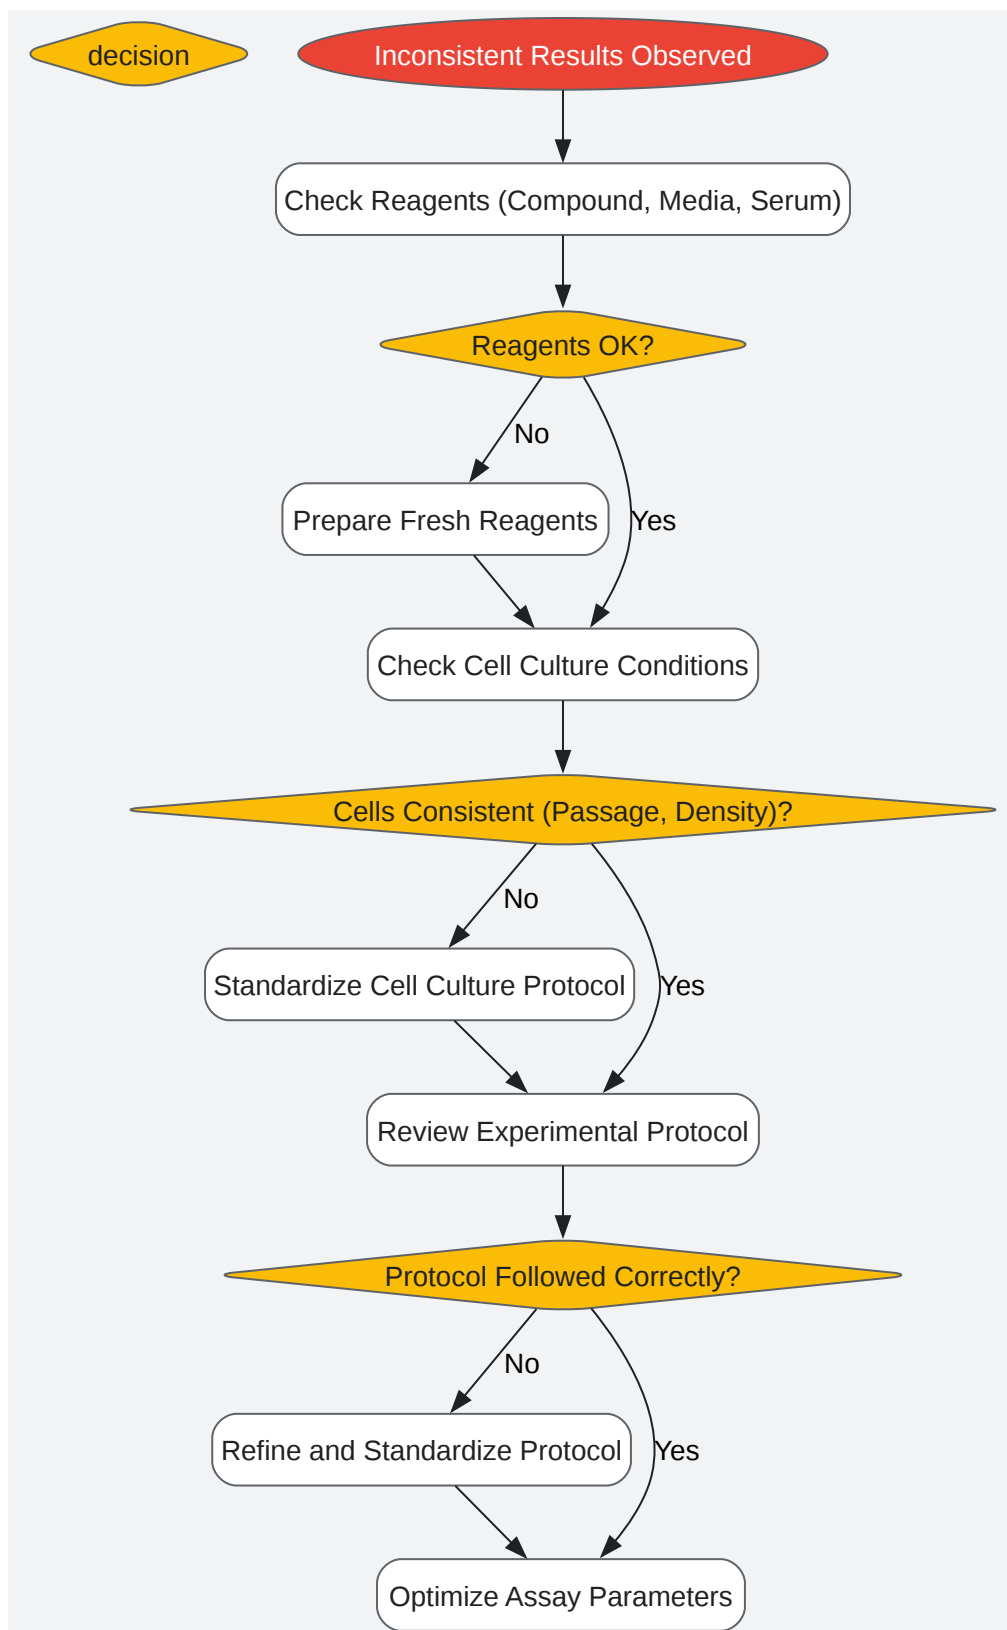 decision
Inconsistent Results Observed
Check Reagents (Compound, Media, Serum)
Reagents OK?
No
Prepare Fresh Reagents
Yes
Check Cell Culture Conditions
Cells Consistent (Passage, Density)?
No
Standardize Cell Culture Protocol
Yes
Review Experimental Protocol
Protocol Followed Correctly?
No
Refine and Standardize Protocol
Yes
Optimize Assay Parameters